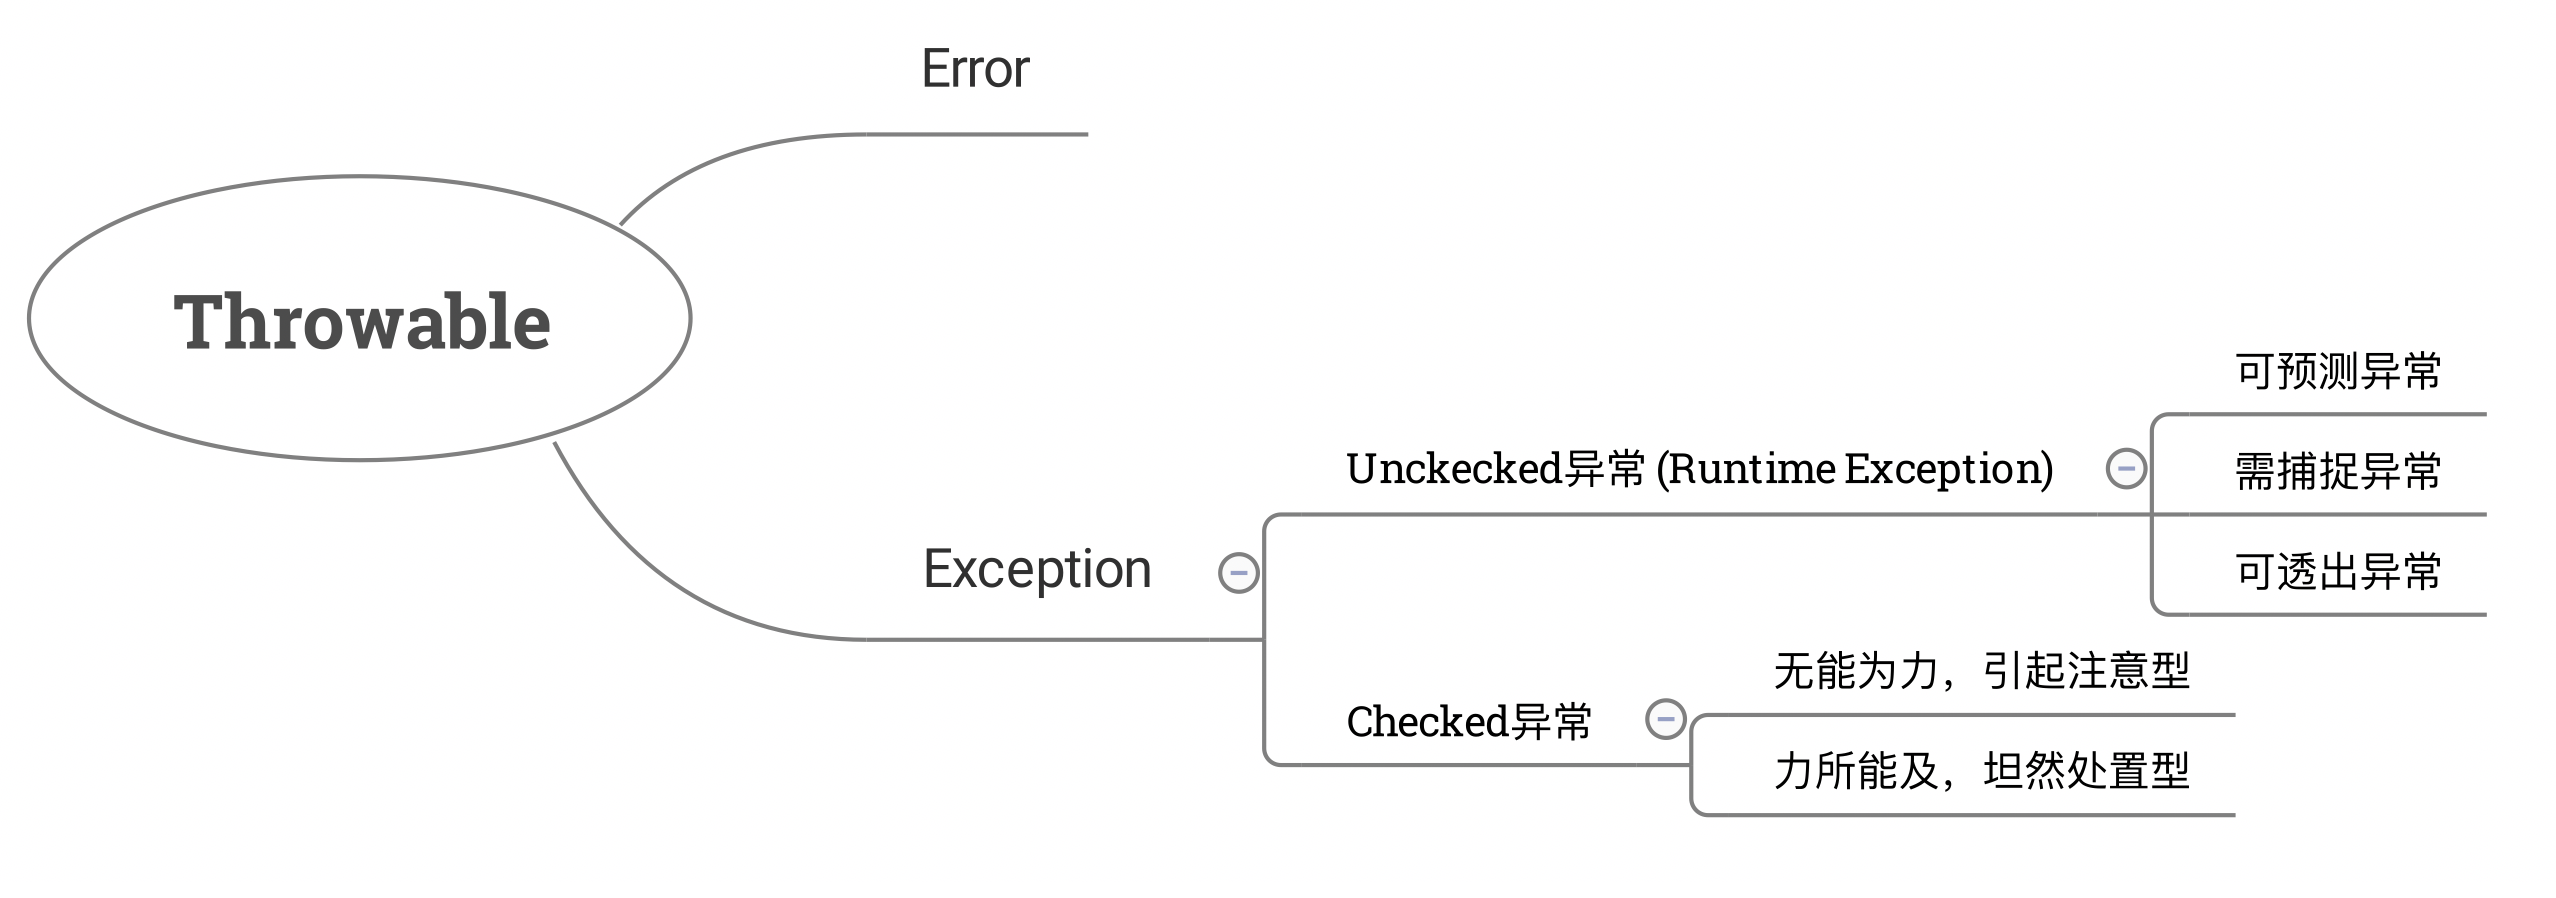 Error
Throwable
可预测异常
Unckecked异常 (Runtime Exception)
需捕捉异常
Exception
可透出异常
无能为力，引起注意型
Checked异常
力所能及，坦然处置型